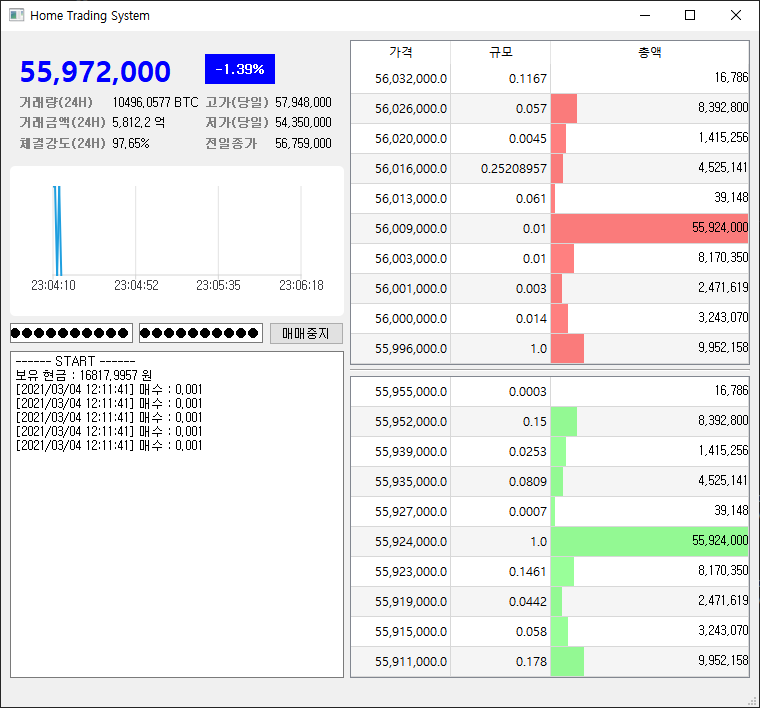 Home Trading System
55,972,000 -1.39%
거래량(24H) 10496,0577 BTC 고가(당일) 57,948,000
거래금액(24H) 5,812,2 억 저가(당일) 54,350,000
체결강도(24H) 97,65% 전일종가 56,759,000
23:04:10 23:04:52 23:05:35 23:06:18
매매중지
------ START ------
보유 현금 : 16817,9957 원
[2021/03/04 12:11:41] 매수 : 0,001
[2021/03/04 12:11:41] 매수 : 0,001
[2021/03/04 12:11:41] 매수 : 0,001
[2021/03/04 12:11:41] 매수 : 0,001
[2021/03/04 12:11:41] 매수 : 0,001
가격 규모 총액
56,032,000.0 0.1167 16,786
56,026,000.0 0.057 8,392,800
56,020,000.0 0.0045 1,415,256
56,016,000.0 0.25208957 4,525,141
56,013,000.0 0.061 39,148
56,009,000.0 0.01 55,924,000
56,003,000.0 0.01 8,170,350
56,001,000.0 0.003 2,471,619
56,000,000.0 0.014 3,243,070
55,996,000.0 1.0 9,952,158
55,955,000.0 0.0003 16,786
55,952,000.0 0.15 8,392,800
55,939,000.0 0.0253 1,415,256
55,935,000.0 0.0809 4,525,141
55,927,000.0 0.0007 39,148
55,924,000.0 1.0 55,924,000
55,923,000.0 0.1461 8,170,350
55,919,000.0 0.0442 2,471,619
55,915,000.0 0.058 3,243,070
55,911,000.0 0.178 9,952,158